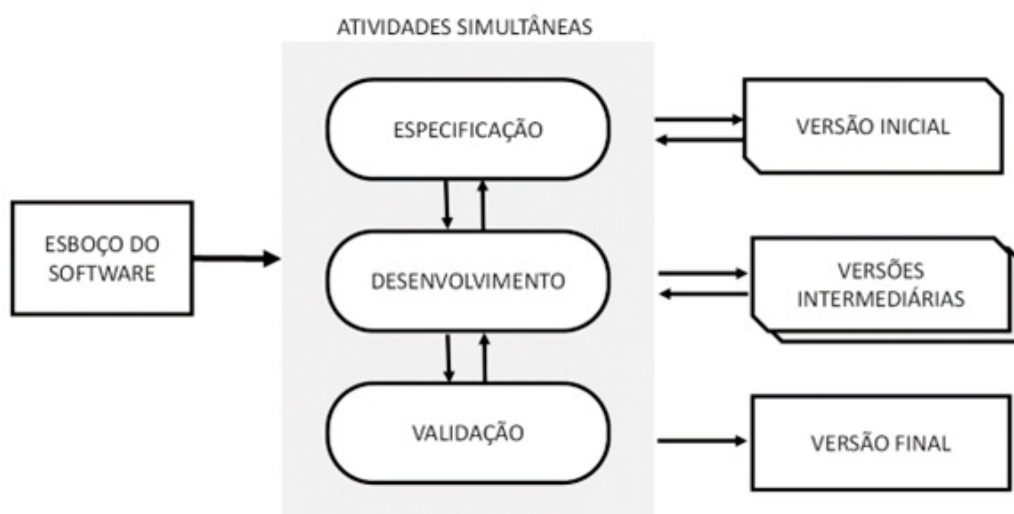 ATIVIDADES SIMULTÂNEAS
ESPECIFICAÇÃO
VERSÃO INICIAL
ESBOÇO DO
SOFTWARE
DESENVOLVIMENTO
VERSÕES
INTERMEDIÁRIAS
VALIDAÇÃO
VERSÃO FINAL